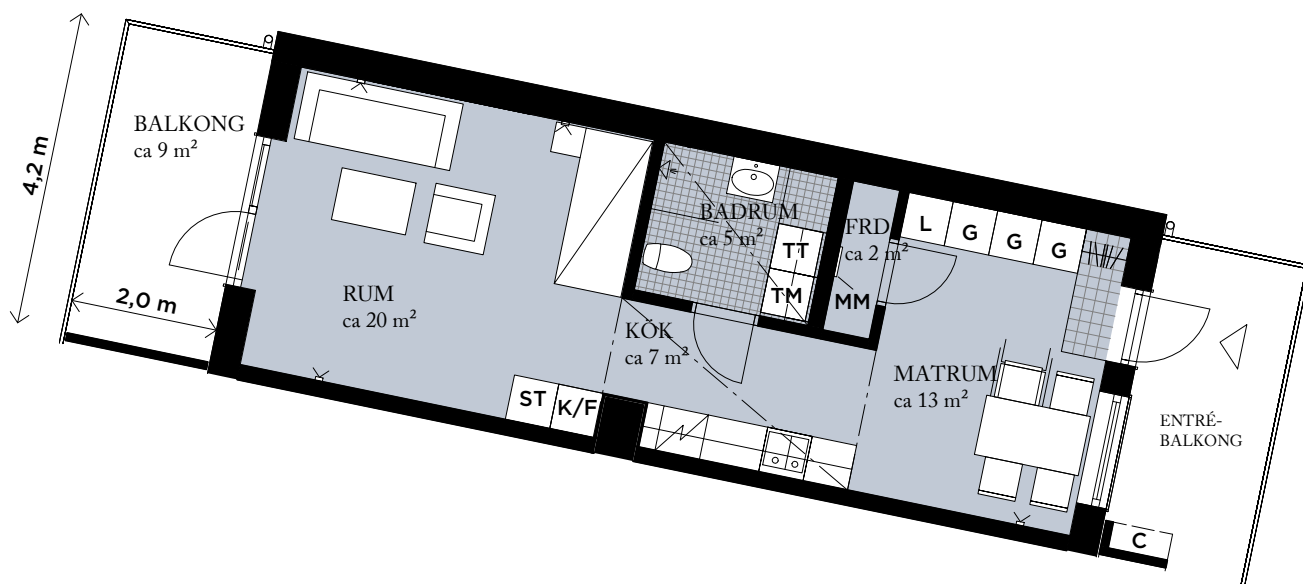 4,2 m
BALKONG
ca 9 m²
2,0 m
RUM
ca 20 m²
BADRUM
ca 5 m²
TT
TM
FRD
ca 2 m²
MM
L
G
G
G
KÖK
ca 7 m²
ST
K/F
MATRUM
ca 13 m²
ENTRÉ-
BALKONG
C